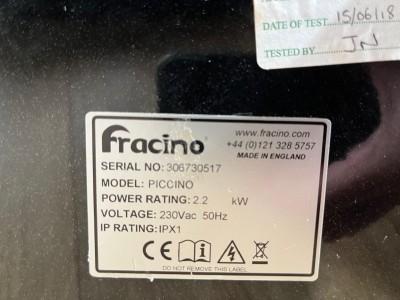 DATE OF TEST 15/06/18
TESTED BY JN
Fracino
www.fracino.com
+44 (0)121 328 5757
MADE IN ENGLAND
SERIAL NO: 306730517
MODEL: PICCINO
POWER RATING: 2.2 kW
VOLTAGE: 230Vac 50Hz
IP RATING: IPX1
CE
DO NOT REMOVE THIS LABEL